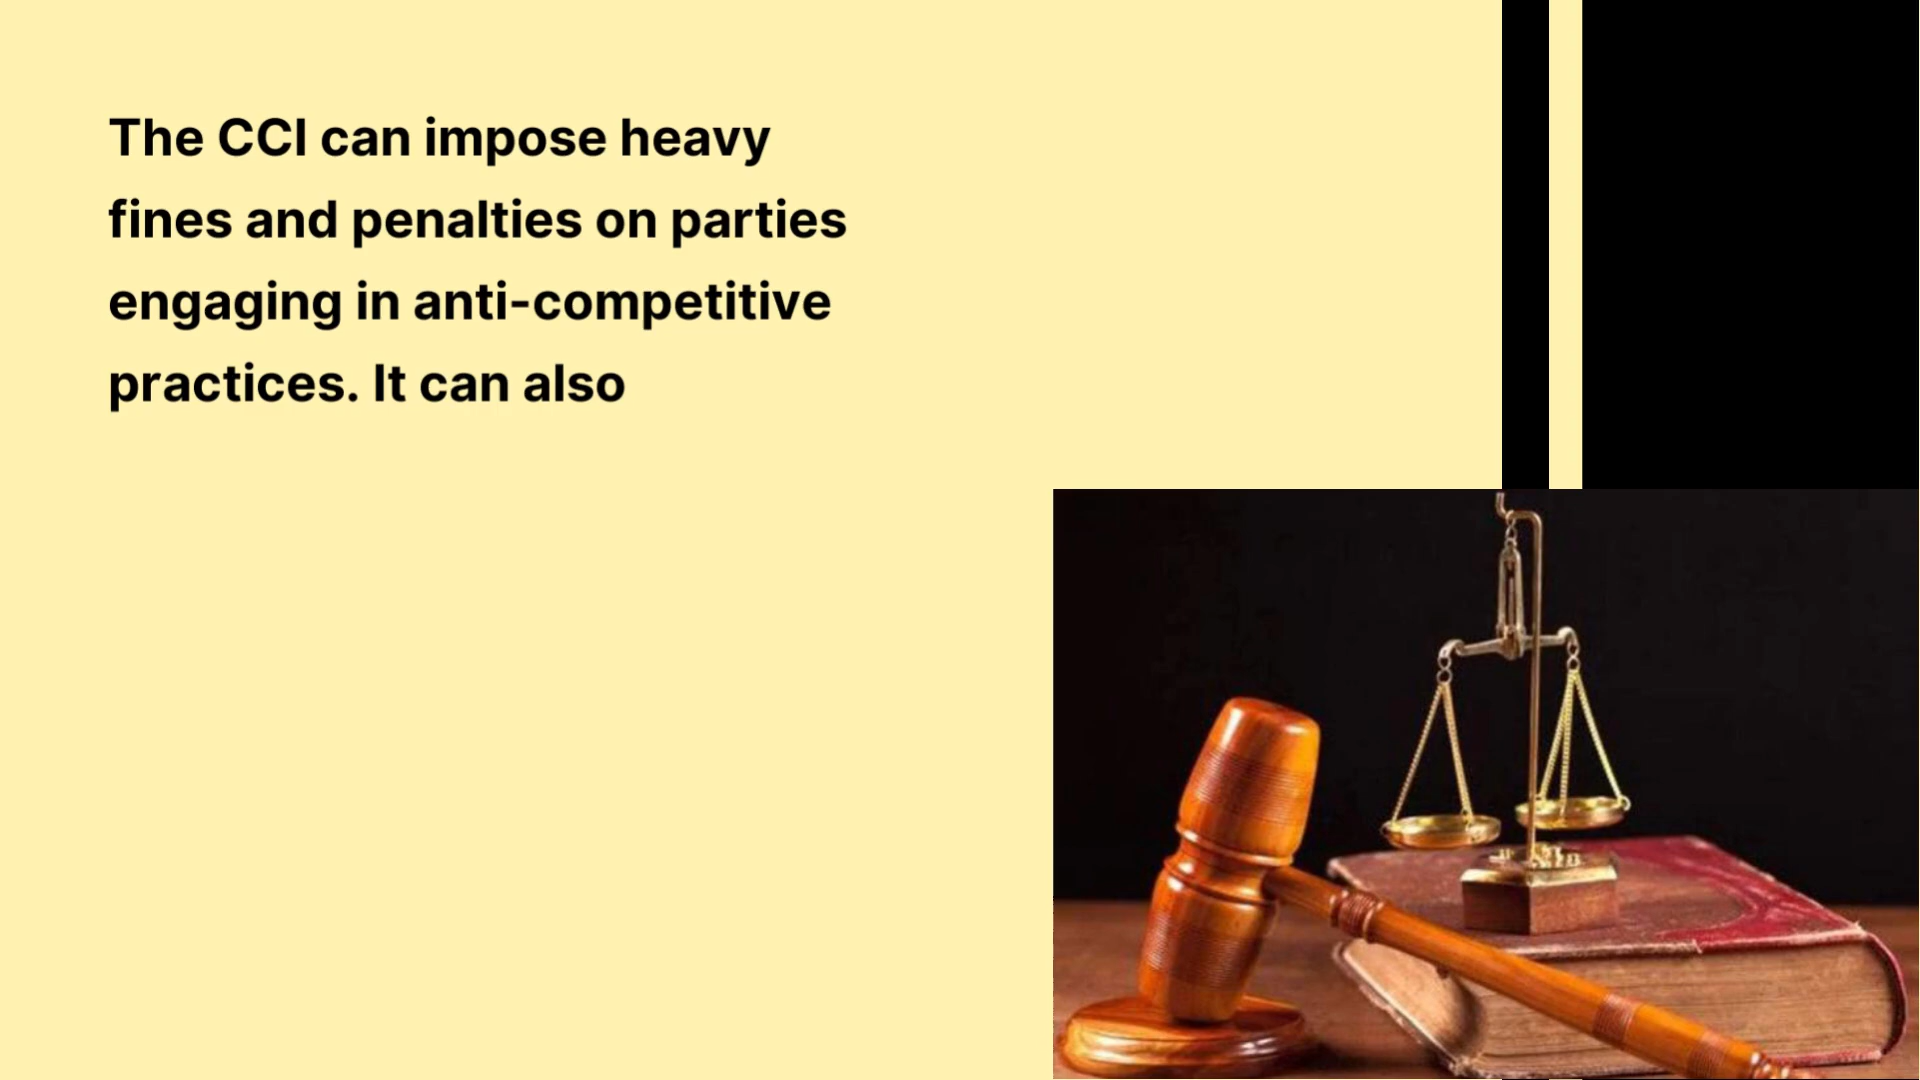 The CCI can impose heavy
fines and penalties on parties
engaging in anti-competitive
practices. It can also